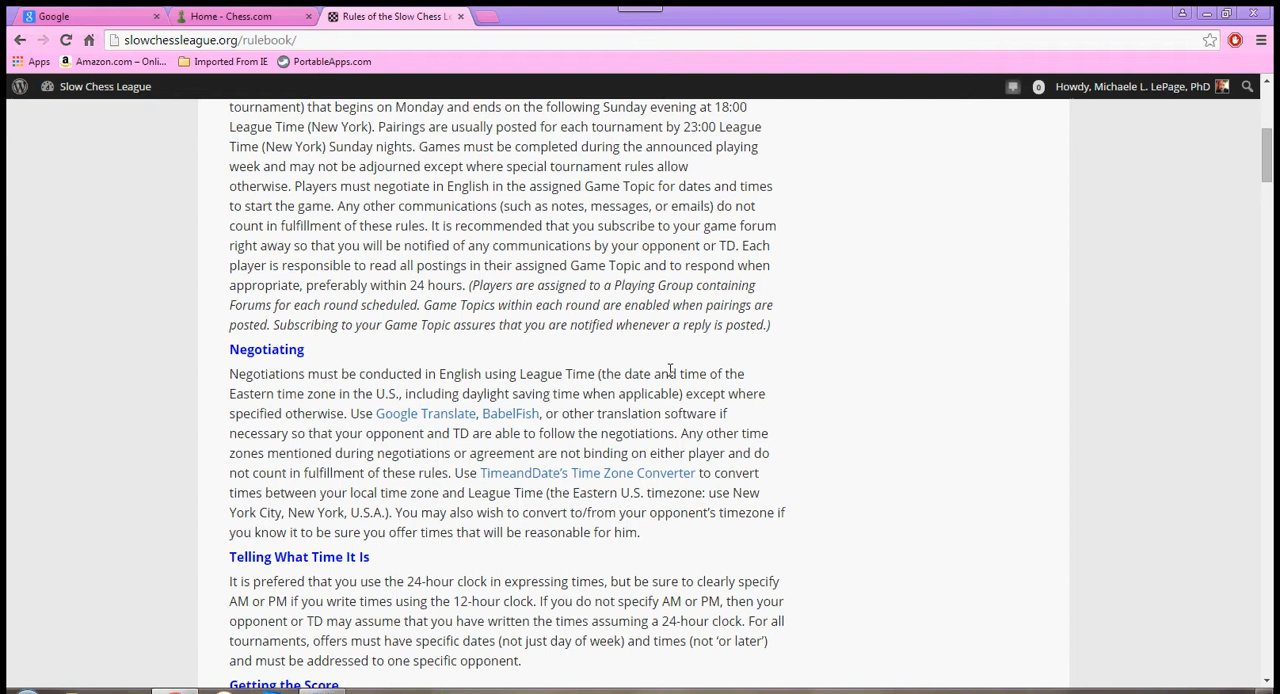 Google
Home - Chess.com
Rules of the Slow Chess L
slowchessleague.org/rulebook/
Apps
Amazon.com – Onli...
Imported From IE
PortableApps.com
Slow Chess League
0
Howdy, Michaele L. LePage, PhD
tournament) that begins on Monday and ends on the following Sunday evening at 18:00
League Time (New York). Pairings are usually posted for each tournament by 23:00 League
Time (New York) Sunday nights. Games must be completed during the announced playing
week and may not be adjourned except where special tournament rules allow
otherwise. Players must negotiate in English in the assigned Game Topic for dates and times
to start the game. Any other communications (such as notes, messages, or emails) do not
count in fulfillment of these rules. It is recommended that you subscribe to your game forum
right away so that you will be notified of any communications by your opponent or TD. Each
player is responsible to read all postings in their assigned Game Topic and to respond when
appropriate, preferably within 24 hours. (Players are assigned to a Playing Group containing
Forums for each round scheduled. Game Topics within each round are enabled when pairings are
posted. Subscribing to your Game Topic assures that you are notified whenever a reply is posted.)
Negotiating
Negotiations must be conducted in English using League Time (the date and time of the
Eastern time zone in the U.S., including daylight saving time when applicable) except where
specified otherwise. Use Google Translate, BabelFish, or other translation software if
necessary so that your opponent and TD are able to follow the negotiations. Any other time
zones mentioned during negotiations or agreement are not binding on either player and do
not count in fulfillment of these rules. Use TimeandDate's Time Zone Converter to convert
times between your local time zone and League Time (the Eastern U.S. timezone: use New
York City, New York, U.S.A.). You may also wish to convert to/from your opponent's timezone if
you know it to be sure you offer times that will be reasonable for him.
Telling What Time It Is
It is prefered that you use the 24-hour clock in expressing times, but be sure to clearly specify
AM or PM if you write times using the 12-hour clock. If you do not specify AM or PM, then your
opponent or TD may assume that you have written the times assuming a 24-hour clock. For all
tournaments, offers must have specific dates (not just day of week) and times (not 'or later')
and must be addressed to one specific opponent.
Getting the Score